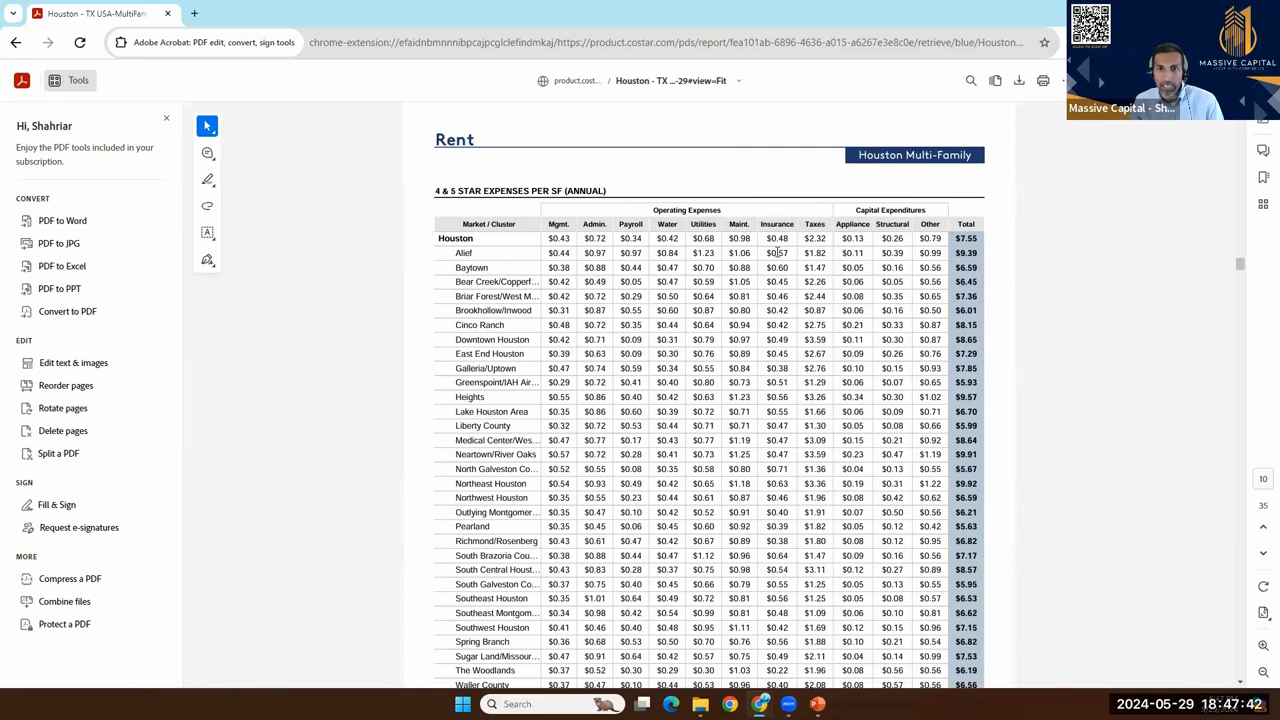 Houston - TX USA-MultiFam
Adobe Acrobat: PDF edit, convert, sign tools
SCAN TO SIGN UP
MASSIVE CAPITAL
Massive Capital - Sh...
Tools
product.cost... / Houston - TX ...-29#view=Fit
Hi, Shahriar
Enjoy the PDF tools included in your
subscription.
CONVERT
PDF to Word
PDF to JPG
PDF to Excel
PDF to PPT
Convert to PDF
EDIT
Edit text & images
Reorder pages
Rotate pages
Delete pages
Split a PDF
SIGN
Fill & Sign
Request e-signatures
MORE
Compress a PDF
Combine files
Protect a PDF
Rent
Houston Multi-Family
4 & 5 STAR EXPENSES PER SF (ANNUAL)
Operating Expenses Capital Expenditures
Market / Cluster Mgmt. Admin. Payroll Water Utilities Maint. Insurance Taxes Appliance Structural Other Total
Houston $0.43 $0.72 $0.34 $0.42 $0.68 $0.98 $0.48 $2.32 $0.13 $0.26 $0.79 $7.55
Alief $0.44 $0.97 $0.97 $0.84 $1.23 $1.06 $0.57 $1.82 $0.11 $0.39 $0.99 $9.39
Baytown $0.38 $0.88 $0.44 $0.47 $0.70 $0.88 $0.60 $1.47 $0.05 $0.16 $0.56 $6.59
Bear Creek/Copperf... $0.42 $0.49 $0.05 $0.47 $0.59 $1.05 $0.45 $2.26 $0.06 $0.05 $0.56 $6.45
Briar Forest/West M... $0.42 $0.72 $0.29 $0.50 $0.64 $0.81 $0.46 $2.44 $0.08 $0.35 $0.65 $7.36
Brookhollow/Inwood $0.31 $0.87 $0.55 $0.60 $0.87 $0.80 $0.42 $0.87 $0.06 $0.16 $0.50 $6.01
Cinco Ranch $0.48 $0.72 $0.35 $0.44 $0.64 $0.94 $0.42 $2.75 $0.21 $0.33 $0.87 $8.15
Downtown Houston $0.42 $0.71 $0.09 $0.31 $0.79 $0.97 $0.49 $3.59 $0.11 $0.30 $0.87 $8.65
East End Houston $0.39 $0.63 $0.09 $0.30 $0.76 $0.89 $0.45 $2.67 $0.09 $0.26 $0.76 $7.29
Galleria/Uptown $0.47 $0.74 $0.59 $0.34 $0.55 $0.84 $0.38 $2.76 $0.10 $0.15 $0.93 $7.85
Greenspoint/IAH Air... $0.29 $0.72 $0.41 $0.40 $0.80 $0.73 $0.51 $1.29 $0.06 $0.07 $0.65 $5.93
Heights $0.55 $0.86 $0.40 $0.42 $0.63 $1.23 $0.56 $3.26 $0.34 $0.30 $1.02 $9.57
Lake Houston Area $0.35 $0.86 $0.60 $0.39 $0.72 $0.71 $0.55 $1.66 $0.06 $0.09 $0.71 $6.70
Liberty County $0.32 $0.72 $0.53 $0.44 $0.71 $0.71 $0.47 $1.30 $0.05 $0.08 $0.66 $5.99
Medical Center/Wes... $0.47 $0.77 $0.17 $0.43 $0.77 $1.19 $0.47 $3.09 $0.15 $0.21 $0.92 $8.64
Neartown/River Oaks $0.57 $0.72 $0.28 $0.41 $0.73 $1.25 $0.47 $3.59 $0.23 $0.47 $1.19 $9.91
North Galveston Co... $0.52 $0.55 $0.08 $0.35 $0.58 $0.80 $0.71 $1.36 $0.04 $0.13 $0.55 $5.67
Northeast Houston $0.54 $0.93 $0.49 $0.42 $0.65 $1.18 $0.63 $3.36 $0.19 $0.31 $1.22 $9.92
Northwest Houston $0.35 $0.55 $0.23 $0.44 $0.61 $0.87 $0.46 $1.96 $0.08 $0.42 $0.62 $6.59
Outlying Montgomer... $0.35 $0.47 $0.10 $0.42 $0.52 $0.91 $0.40 $1.91 $0.07 $0.50 $0.56 $6.21
Pearland $0.35 $0.45 $0.06 $0.45 $0.60 $0.92 $0.39 $1.82 $0.05 $0.12 $0.42 $5.63
Richmond/Rosenberg $0.43 $0.61 $0.47 $0.42 $0.67 $0.89 $0.38 $1.80 $0.08 $0.12 $0.95 $6.82
South Brazoria Cou... $0.38 $0.88 $0.44 $0.47 $1.12 $0.96 $0.64 $1.47 $0.09 $0.16 $0.56 $7.17
South Central Houst... $0.43 $0.83 $0.28 $0.37 $0.75 $0.98 $0.54 $3.11 $0.12 $0.27 $0.89 $8.57
South Galveston Co... $0.37 $0.75 $0.40 $0.45 $0.66 $0.79 $0.55 $1.25 $0.05 $0.13 $0.55 $5.95
Southeast Houston $0.35 $1.01 $0.64 $0.49 $0.72 $0.81 $0.56 $1.25 $0.05 $0.08 $0.57 $6.53
Southeast Montgom... $0.34 $0.98 $0.42 $0.54 $0.99 $0.81 $0.48 $1.09 $0.06 $0.10 $0.81 $6.62
Southwest Houston $0.41 $0.46 $0.40 $0.48 $0.95 $1.11 $0.42 $1.69 $0.12 $0.15 $0.96 $7.15
Spring Branch $0.36 $0.68 $0.53 $0.50 $0.70 $0.76 $0.56 $1.88 $0.10 $0.21 $0.54 $6.82
Sugar Land/Missour... $0.47 $0.91 $0.64 $0.42 $0.57 $0.75 $0.49 $2.11 $0.04 $0.14 $0.99 $7.53
The Woodlands $0.37 $0.52 $0.30 $0.29 $0.30 $1.03 $0.22 $1.96 $0.08 $0.56 $0.56 $6.19
Waller County $0.37 $0.47 $0.10 $0.44 $0.53 $0.96 $0.40 $2.08 $0.08 $0.57 $0.56 $6.56
10
35
Search
2024-05-29 18:47:42